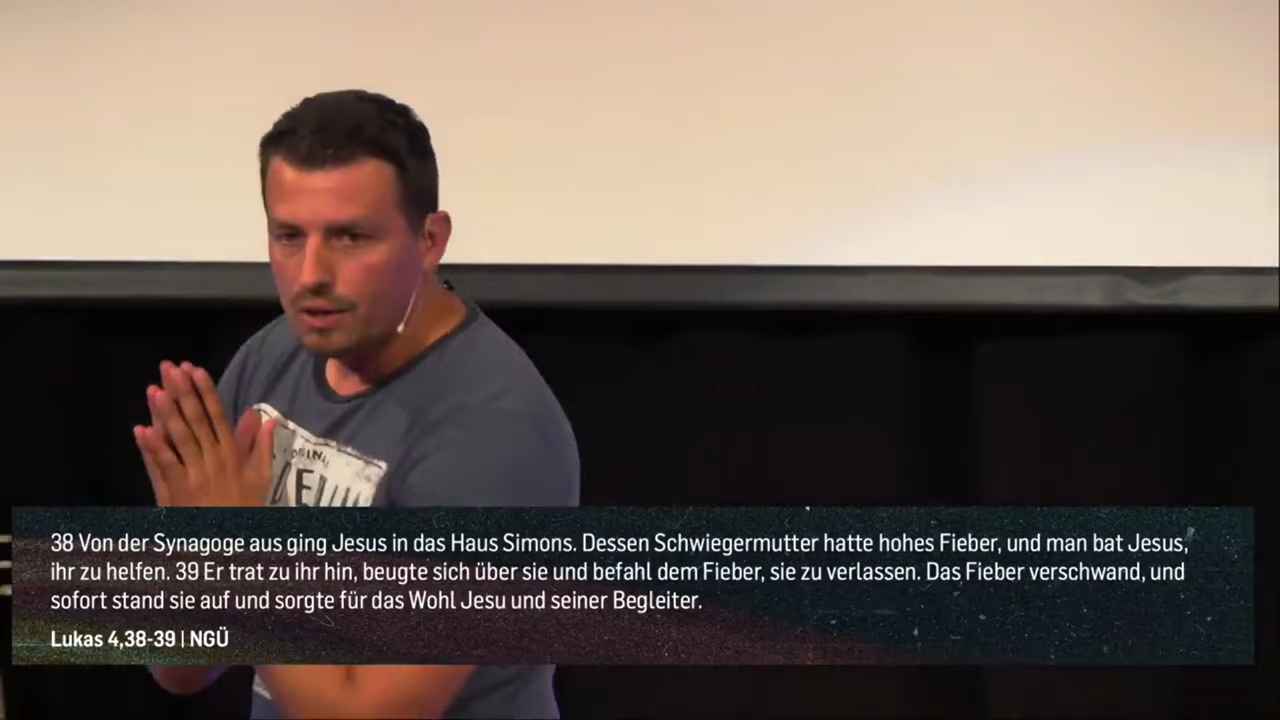 38 Von der Synagoge aus ging Jesus in das Haus Simons. Dessen Schwiegermutter hatte hohes Fieber, und man bat Jesus,
ihr zu helfen. 39 Er trat zu ihr hin, beugte sich über sie und befahl dem Fieber, sie zu verlassen. Das Fieber verschwand, und
sofort stand sie auf und sorgte für das Wohl Jesu und seiner Begleiter.
Lukas 4,38-39 | NGÜ